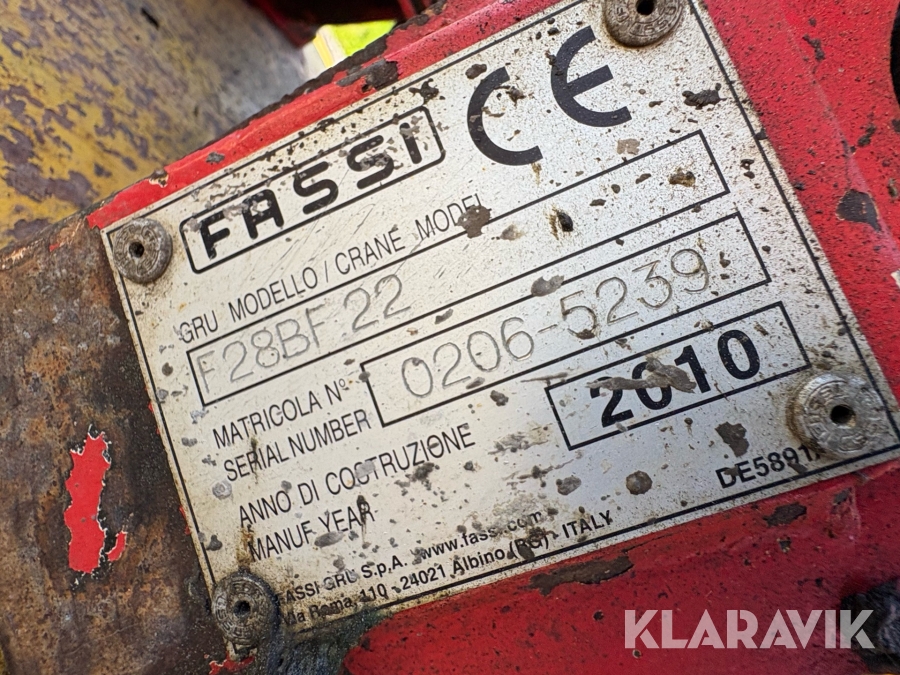 FASSI CE
GRU MODELLO / CRANE MODEL
F28BF.22
MATRICOLA N°
SERIAL NUMBER
0206-5239
ANNO DI COSTRUZIONE
MANUF. YEAR
2010
DE5891
FASSI GRU S.p.A. www.fassi.com
Via Roma, 110 - 24021 Albino (BG) - ITALY
KLARAVIK